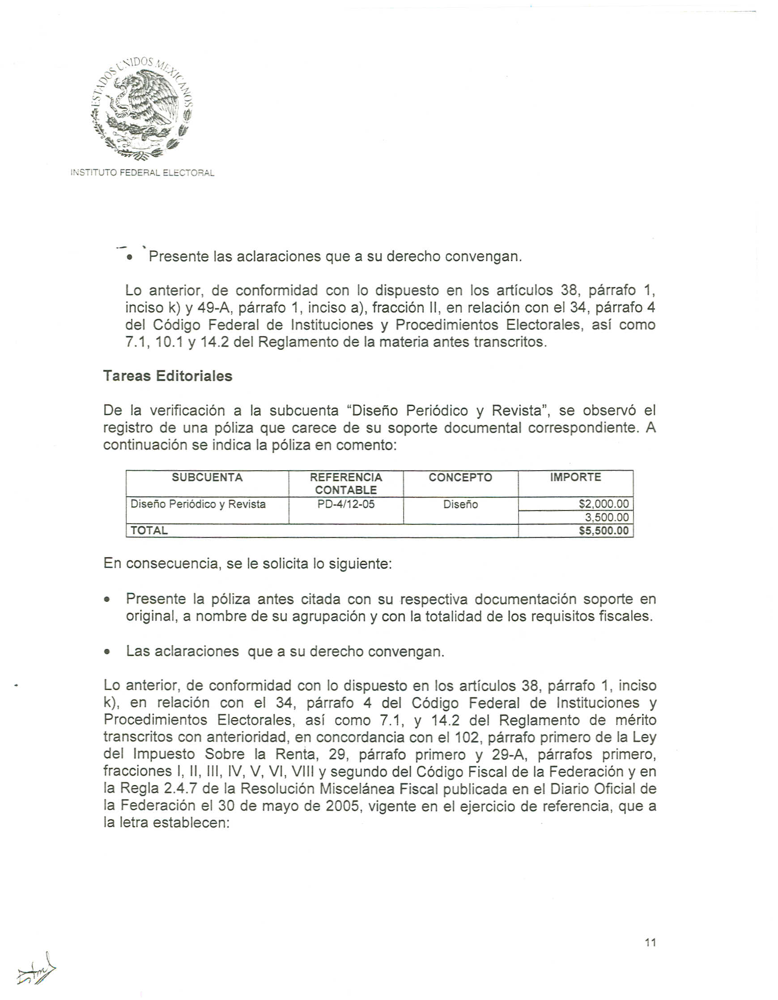 ESTADOS UNIDOS MEXICANOS
INSTITUTO FEDERAL ELECTORAL
• Presente las aclaraciones que a su derecho convengan.
Lo anterior, de conformidad con lo dispuesto en los artículos 38, párrafo 1,
inciso k) y 49-A, párrafo 1, inciso a), fracción II, en relación con el 34, párrafo 4
del Código Federal de Instituciones y Procedimientos Electorales, así como
7.1, 10.1 y 14.2 del Reglamento de la materia antes transcritos.
Tareas Editoriales
De la verificación a la subcuenta “Diseño Periódico y Revista”, se observó el
registro de una póliza que carece de su soporte documental correspondiente. A
continuación se indica la póliza en comento:
SUBCUENTA REFERENCIA CONCEPTO IMPORTE
CONTABLE
Diseño Periódico y Revista PD-4/12-05 Diseño $2,000.00
3,500.00
TOTAL $5,500.00
En consecuencia, se le solicita lo siguiente:
• Presente la póliza antes citada con su respectiva documentación soporte en
original, a nombre de su agrupación y con la totalidad de los requisitos fiscales.
• Las aclaraciones que a su derecho convengan.
Lo anterior, de conformidad con lo dispuesto en los artículos 38, párrafo 1, inciso
k), en relación con el 34, párrafo 4 del Código Federal de Instituciones y
Procedimientos Electorales, así como 7.1, y 14.2 del Reglamento de mérito
transcritos con anterioridad, en concordancia con el 102, párrafo primero de la Ley
del Impuesto Sobre la Renta, 29, párrafo primero y 29-A, párrafos primero,
fracciones I, II, III, IV, V, VI, VIII y segundo del Código Fiscal de la Federación y en
la Regla 2.4.7 de la Resolución Miscelánea Fiscal publicada en el Diario Oficial de
la Federación el 30 de mayo de 2005, vigente en el ejercicio de referencia, que a
la letra establecen:
11